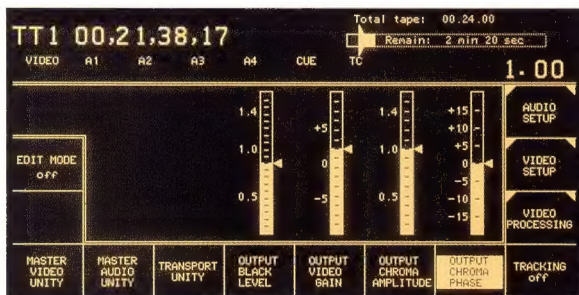 Total tape: 00.24.00
TT1 00,21,38,17
Remain: 2 min 20 sec
VIDEO A1 A2 A3 A4 CUE TC
1.00
1.4 1.4 +15
+5 +10
+5
1.0 1.0 0 0
-5
0.5 -5 0.5 -10
-15
EDIT MODE
off
AUDIO
SETUP
VIDEO
SETUP
VIDEO
PROCESSING
MASTER
VIDEO
UNITY
MASTER
AUDIO
UNITY
TRANSPORT
UNITY
OUTPUT
BLACK
LEVEL
OUTPUT
VIDEO
GAIN
OUTPUT
CHROMA
AMPLITUDE
OUTPUT
CHROMA
PHASE
TRACKING
off